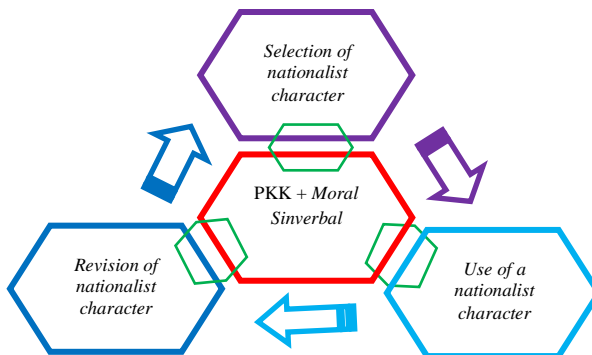 Selection of
nationalist
character
PKK + Moral
Sinverbal
Revision of
nationalist
character
Use of a
nationalist
character